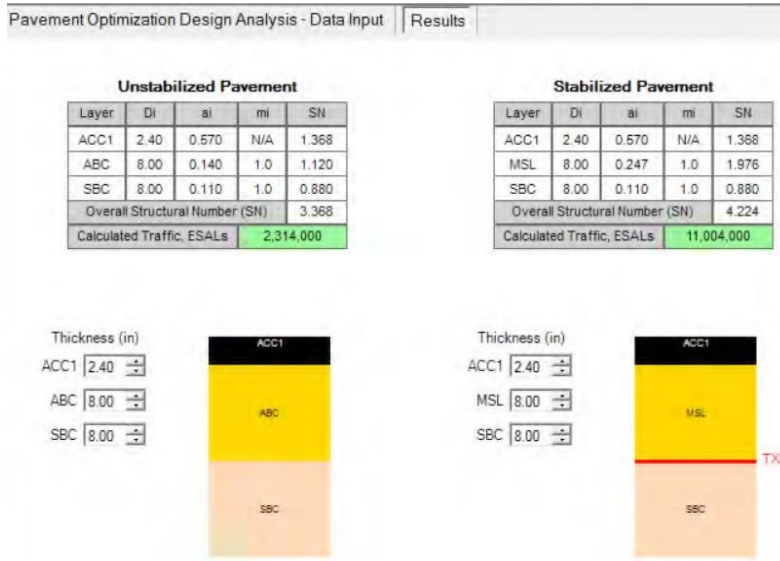 Pavement Optimization Design Analysis - Data Input Results
Unstabilized Pavement
Layer Di ai mi SN
ACC1 2.40 0.570 N/A 1.368
ABC 8.00 0.140 1.0 1.120
SBC 8.00 0.110 1.0 0.880
Overall Structural Number (SN) 3.368
Calculated Traffic, ESALs 2,314,000
Stabilized Pavement
Layer Di ai mi SN
ACC1 2.40 0.570 N/A 1.368
MSL 8.00 0.247 1.0 1.976
SBC 8.00 0.110 1.0 0.880
Overall Structural Number (SN) 4.224
Calculated Traffic, ESALs 11,004,000
Thickness (in)
ACC1 2.40
ABC 8.00
SBC 8.00
ACC1
ABC
SBC
Thickness (in)
ACC1 2.40
MSL 8.00
SBC 8.00
ACC1
MSL
TX
SBC